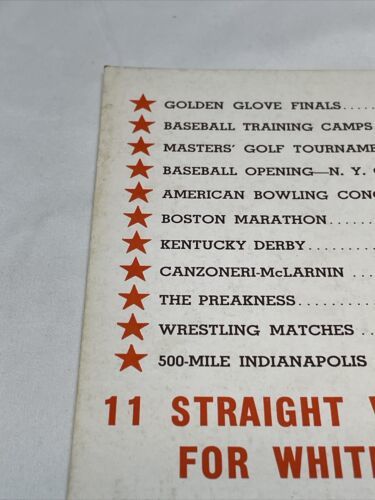 GOLDEN GLOVE FINALS.....
BASEBALL TRAINING CAMPS
MASTERS' GOLF TOURNAME
BASEBALL OPENING—N. Y. C
AMERICAN BOWLING CON
BOSTON MARATHON.......
KENTUCKY DERBY.........
CANZONERI-McLARNIN ...
THE PREAKNESS..........
WRESTLING MATCHES ..
500-MILE INDIANAPOLIS
11 STRAIGHT
FOR WHIT